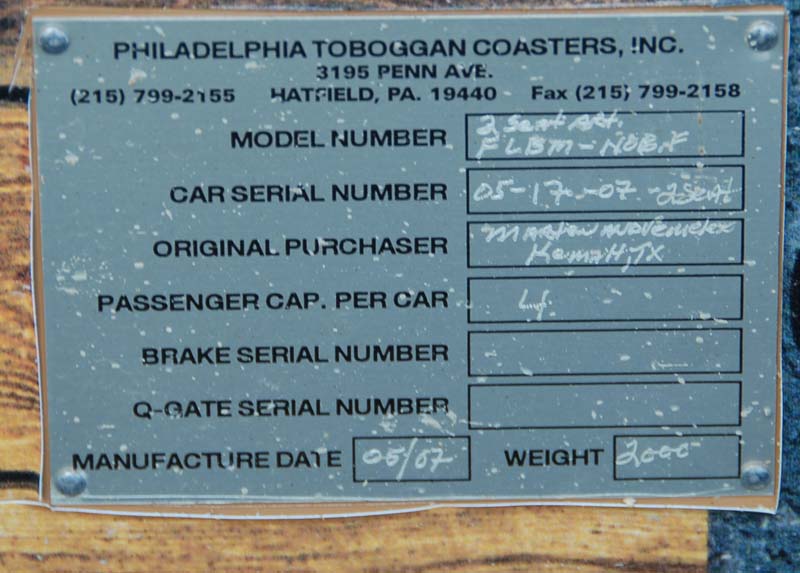 PHILADELPHIA TOBOGGAN COASTERS, INC.
3195 PENN AVE.
(215) 799-2155 HATFIELD, PA. 19440 Fax (215) 799-2158
MODEL NUMBER 2 Seat ART.
FLBM-
CAR SERIAL NUMBER 05-17-07-2Seat
ORIGINAL PURCHASER
TX
PASSENGER CAP. PER CAR 4
BRAKE SERIAL NUMBER
Q-GATE SERIAL NUMBER
MANUFACTURE DATE 05/07 WEIGHT 2000